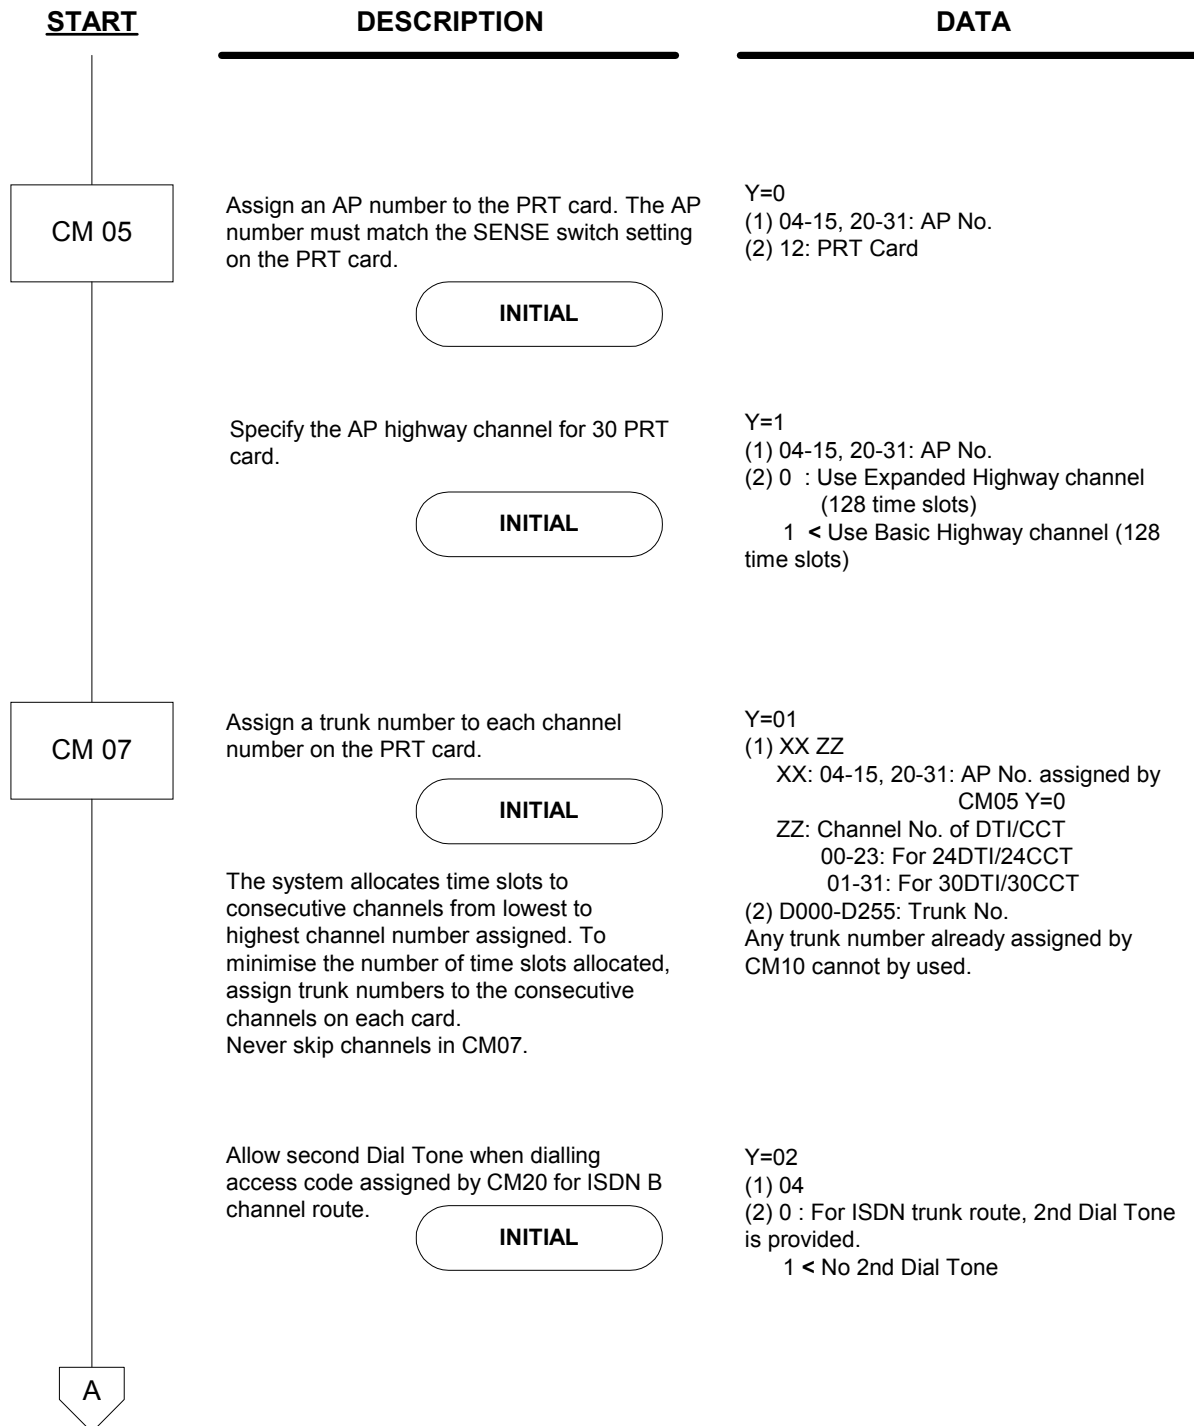 START DESCRIPTION DATA
CM 05
Assign an AP number to the PRT card. The AP
number must match the SENSE switch setting
on the PRT card.
INITIAL
Y=0
(1) 04-15, 20-31: AP No.
(2) 12: PRT Card
Specify the AP highway channel for 30 PRT
card.
INITIAL
Y=1
(1) 04-15, 20-31: AP No.
(2) 0 : Use Expanded Highway channel
(128 time slots)
1 < Use Basic Highway channel (128
time slots)
CM 07
Assign a trunk number to each channel
number on the PRT card.
INITIAL
The system allocates time slots to
consecutive channels from lowest to
highest channel number assigned. To
minimise the number of time slots allocated,
assign trunk numbers to the consecutive
channels on each card.
Never skip channels in CM07.
Y=01
(1) XX ZZ
XX: 04-15, 20-31: AP No. assigned by
CM05 Y=0
ZZ: Channel No. of DTI/CCT
00-23: For 24DTI/24CCT
01-31: For 30DTI/30CCT
(2) D000-D255: Trunk No.
Any trunk number already assigned by
CM10 cannot by used.
Allow second Dial Tone when dialling
access code assigned by CM20 for ISDN B
channel route.
INITIAL
Y=02
(1) 04
(2) 0 : For ISDN trunk route, 2nd Dial Tone
is provided.
1 < No 2nd Dial Tone
A